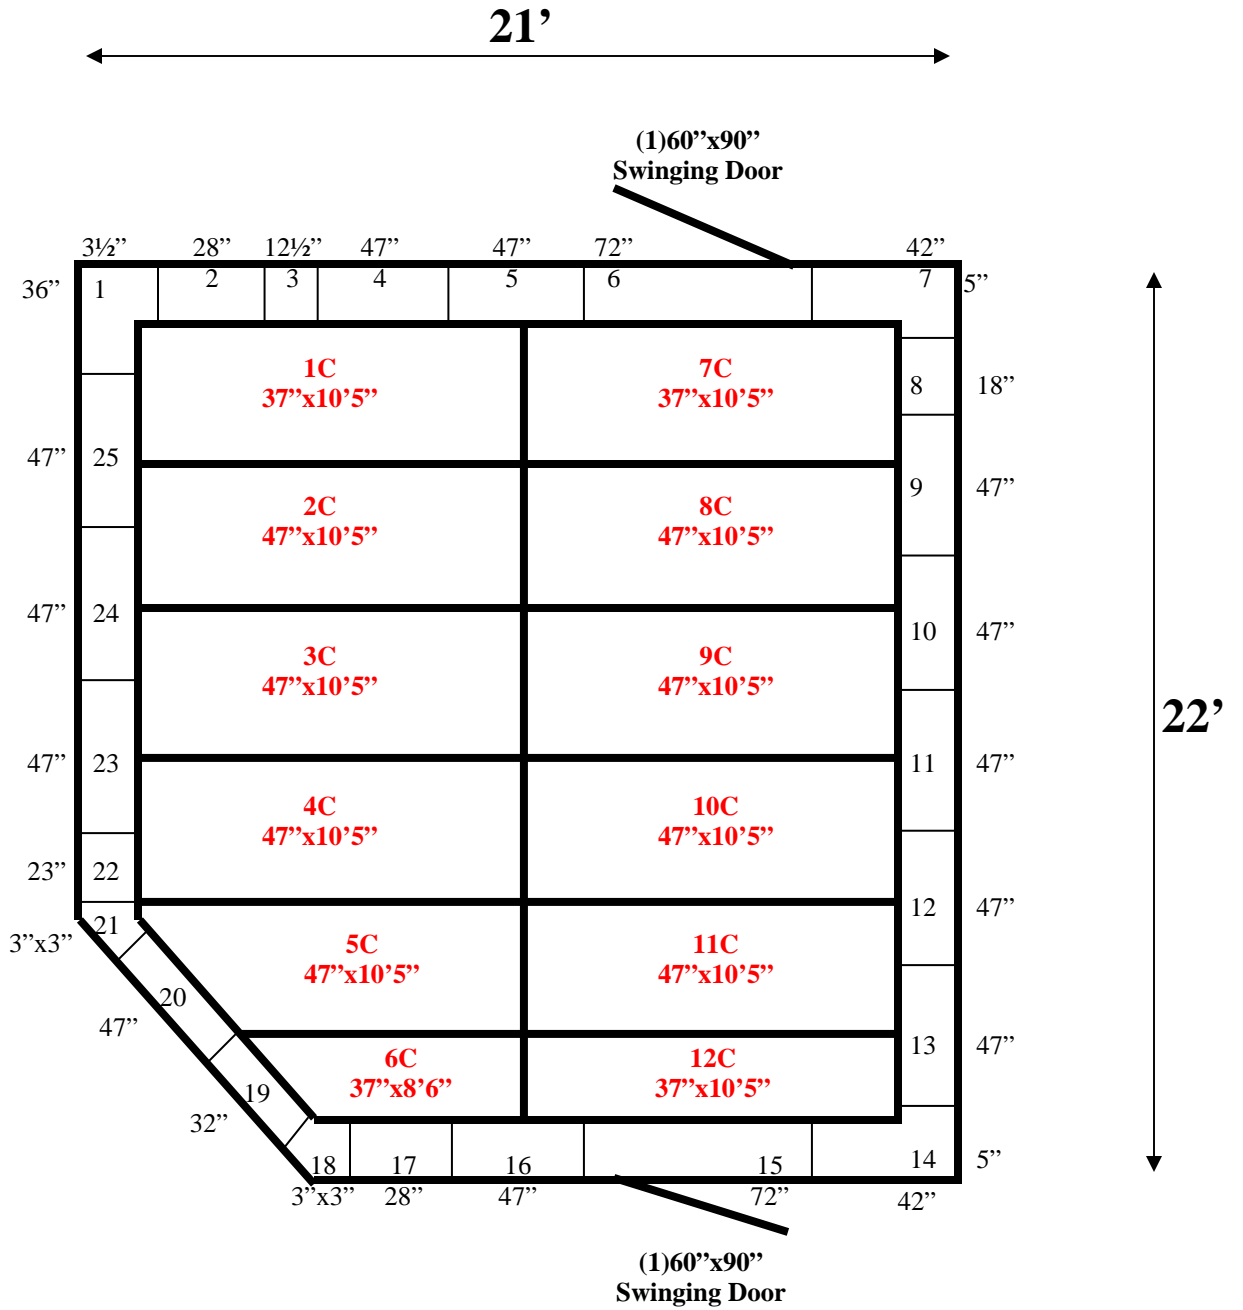 21’
(1)60”x90”
Swinging Door
3½” 28” 12½” 47” 47” 72” 42”
36” 1 2 3 4 5 6 7 5”
1C 7C
37”x10’5” 37”x10’5”
8 18”
47” 25
2C 8C
47”x10’5” 47”x10’5”
9 47”
47” 24
3C 9C
47”x10’5” 47”x10’5”
10 47”
22’
47” 23
11 47”
4C 10C
47”x10’5” 47”x10’5”
23” 22
12 47”
21
3”x3”
5C 11C
47”x10’5” 47”x10’5”
20
47”
13 47”
6C 12C
37”x8’6” 37”x10’5”
19
32”
18 17 16 15 14 5”
3”x3” 28” 47” 72” 42”
(1)60”x90”
Swinging Door